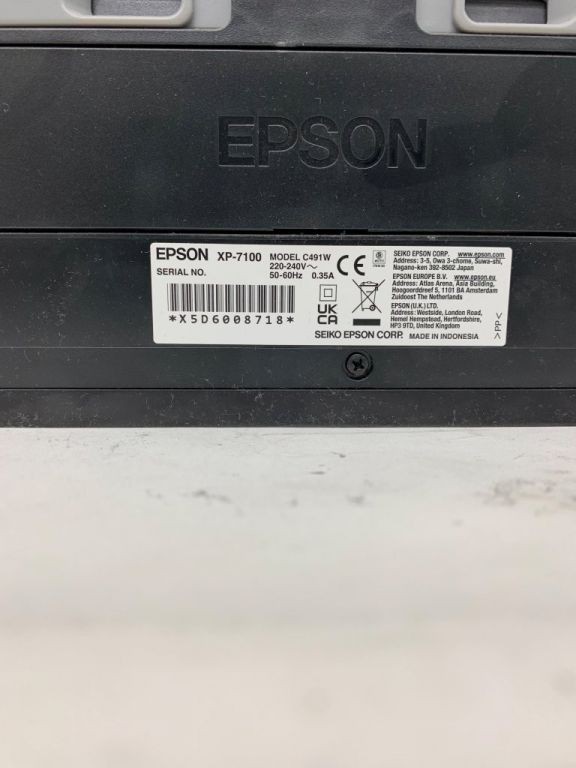 EPSON
EPSON XP-7100 MODEL C491W
SERIAL NO.
220-240V~
50-60Hz 0.35A
*X5D6008718*
CE
UK
CA
SEIKO EPSON CORP.
SEIKO EPSON CORP. www.epson.com
Address: 3-5, Owa 3-chome, Suwa-shi,
Nagano-ken 392-8502 Japan
EPSON EUROPE B.V. www.epson.eu
Address: Atlas Arena, Asia Building,
Hoogoorddreef 5, 1101 BA Amsterdam
Zuidoost The Netherlands
EPSON (U.K.) LTD.
Address: Westside, London Road,
Hemel Hempstead, Hertfordshire,
HP3 9TD, United Kingdom
MADE IN INDONESIA
>PP<